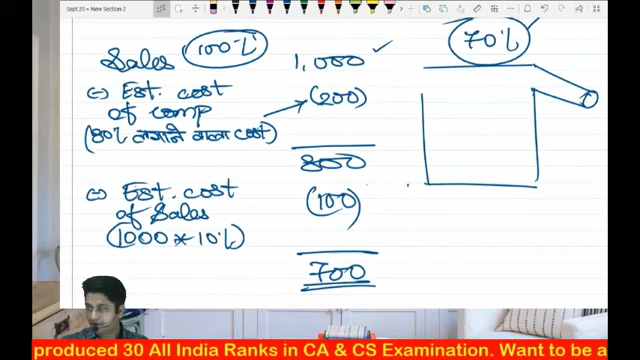 Sept.20 » New Section 2
Sales (100%) 1,000 ✓ 70%
(-) Est. cost
of comp (200)
(80% लगाने वाला cost)
800
(-) Est. cost
of Sales (100)
(1000 * 10%)
700
produced 30 All India Ranks in CA & CS Examination. Want to be a